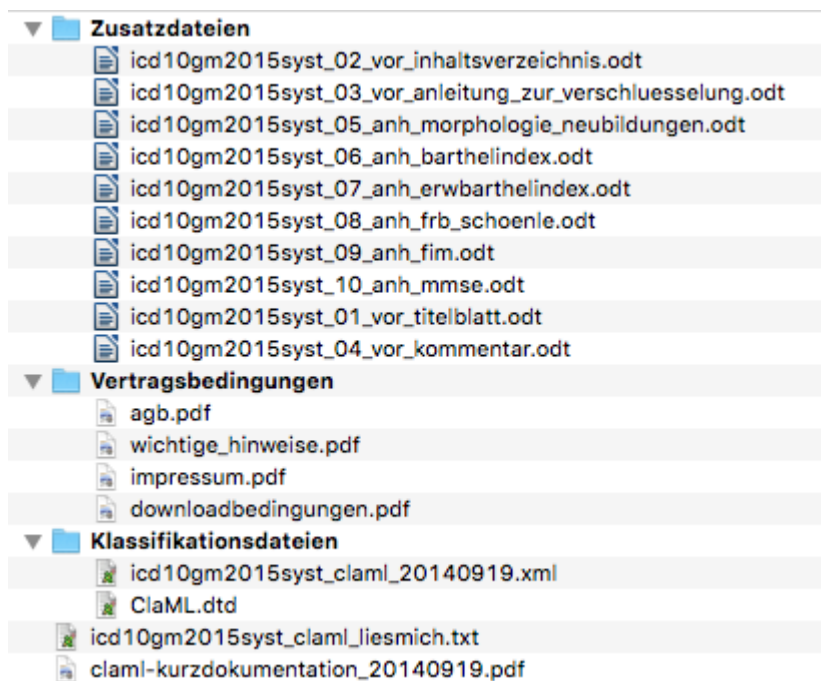 Zusatzdateien
icd10gm2015syst_02_vor_inhaltsverzeichnis.odt
icd10gm2015syst_03_vor_anleitung_zur_verschluesselung.odt
icd10gm2015syst_05_anh_morphologie_neubildungen.odt
icd10gm2015syst_06_anh_barthelindex.odt
icd10gm2015syst_07_anh_erwbarthelindex.odt
icd10gm2015syst_08_anh_frb_schoenle.odt
icd10gm2015syst_09_anh_fim.odt
icd10gm2015syst_10_anh_mmse.odt
icd10gm2015syst_01_vor_titelblatt.odt
icd10gm2015syst_04_vor_kommentar.odt
Vertragsbedingungen
agb.pdf
wichtige_hinweise.pdf
impressum.pdf
downloadbedingungen.pdf
Klassifikationsdateien
icd10gm2015syst_claml_20140919.xml
ClaML.dtd
icd10gm2015syst_claml_liesmich.txt
claml-kurzdokumentation_20140919.pdf